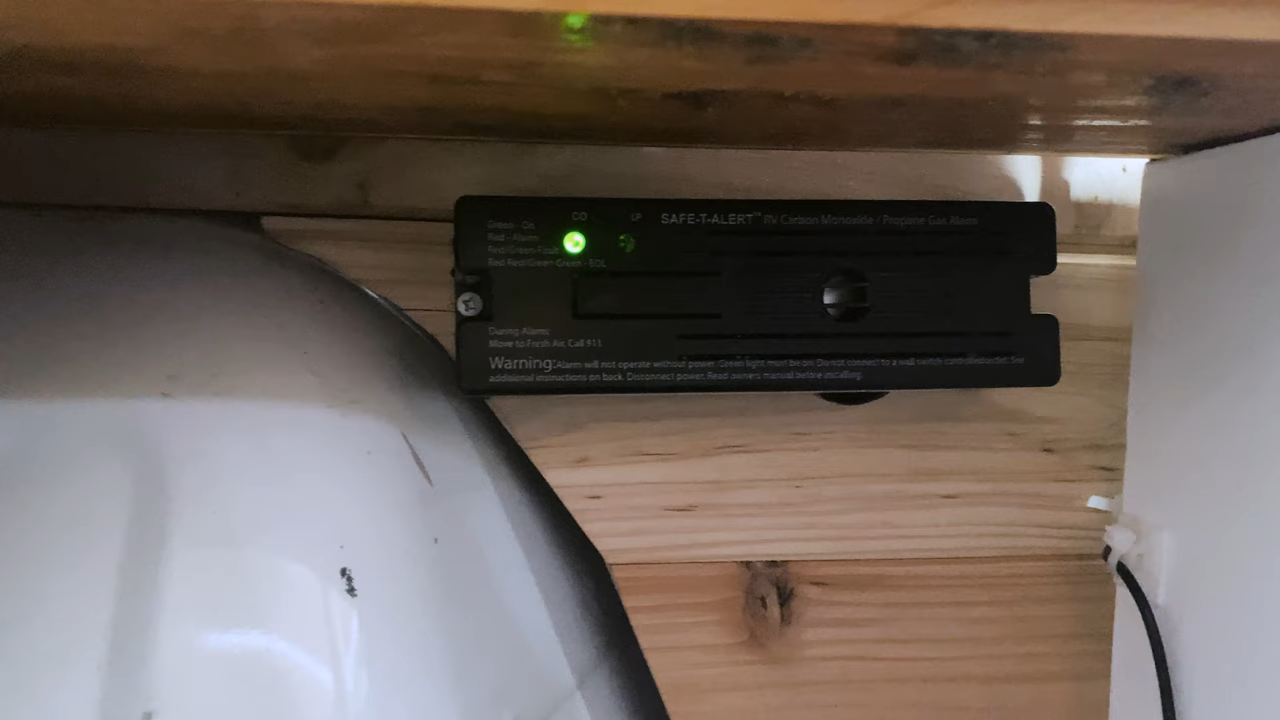 CO LP
SAFE-T-ALERT™ RV Carbon Monoxide / Propane Gas Alarm
Green - On
Red - Alarm
Red/Green-Fault
Red Red/Green Green - EOL
During Alarm:
Move to Fresh Air, Call 911
Warning: Alarm will not operate without power. Green light must be on. Do not connect to a wall switch controlled outlet. See
additional instructions on back. Disconnect power. Read owners manual before installing.